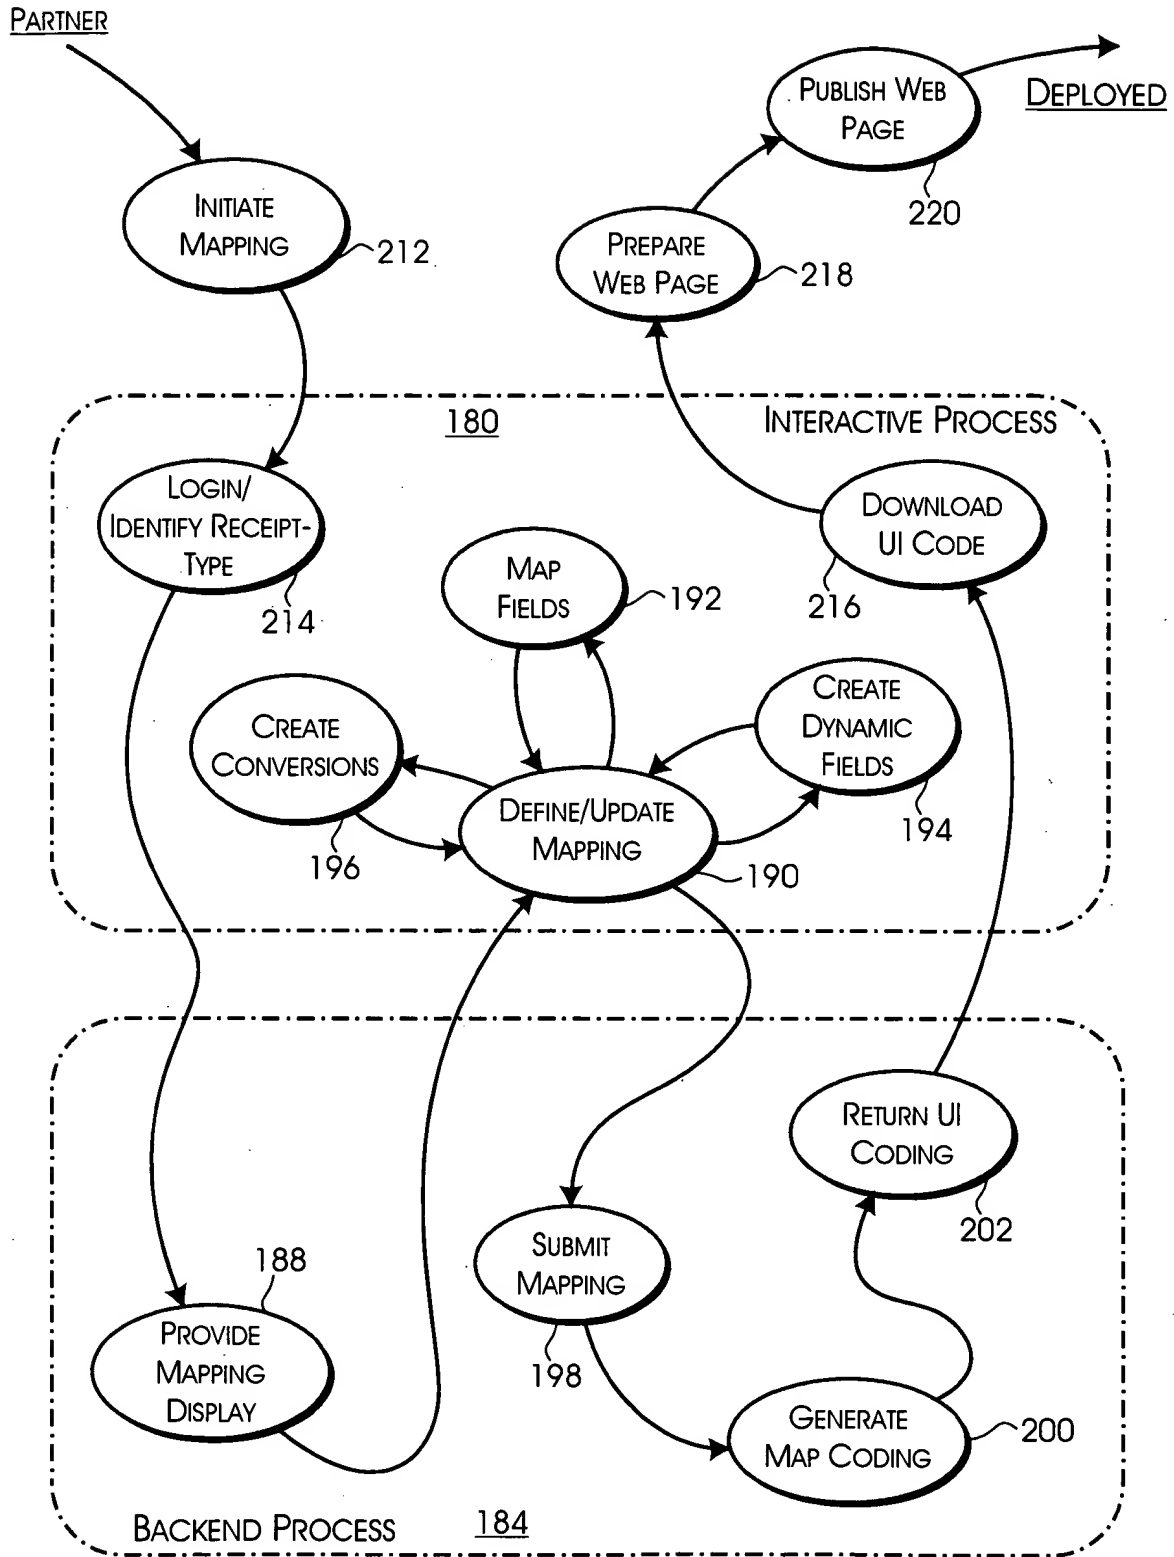 PARTNER
DEPLOYED
PUBLISH WEB
PAGE
220
INITIATE
MAPPING
212
PREPARE
WEB PAGE
218
180
INTERACTIVE PROCESS
LOGIN/
IDENTIFY RECEIPT-
TYPE
214
DOWNLOAD
UI CODE
216
MAP
FIELDS
192
CREATE
CONVERSIONS
196
CREATE
DYNAMIC
FIELDS
194
DEFINE/UPDATE
MAPPING
190
RETURN UI
CODING
202
SUBMIT
MAPPING
198
188
PROVIDE
MAPPING
DISPLAY
GENERATE
MAP CODING
200
BACKEND PROCESS
184